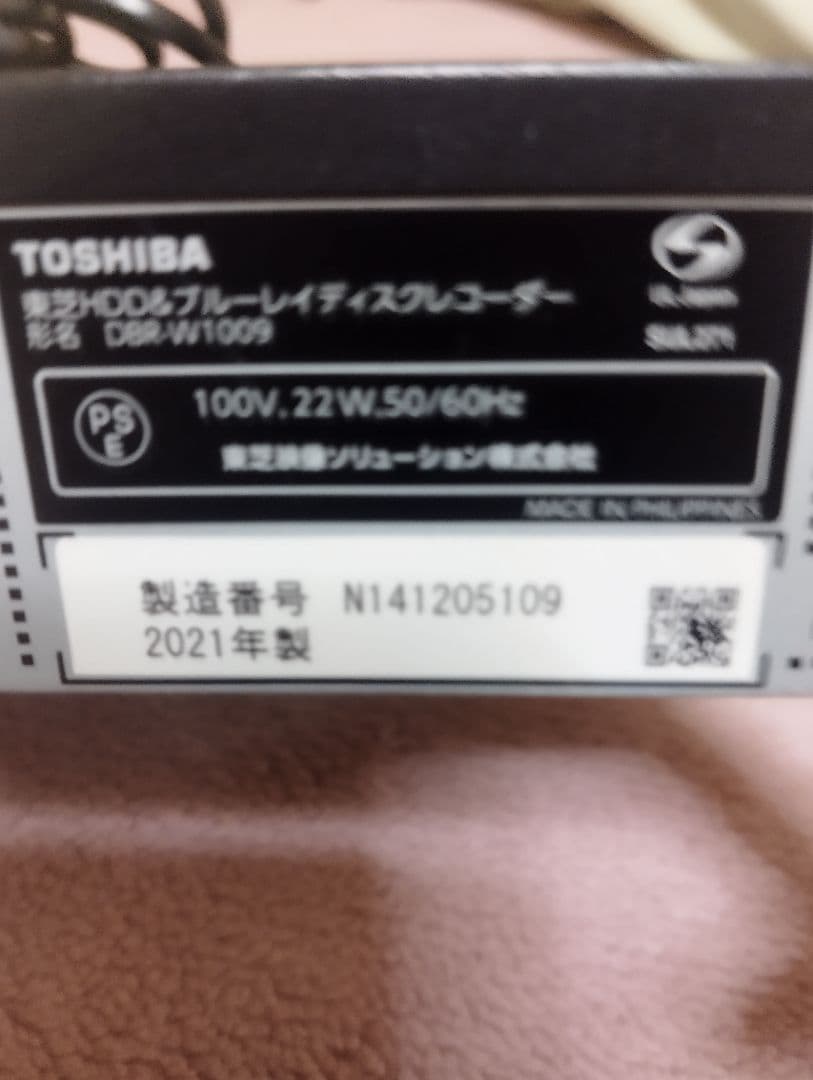 TOSHIBA
東芝HDD&ブルーレイディスクレコーダー
形名 DBR-W1009
PS
E
100V.22W.50/60Hz
東芝映像ソリューション株式会社
MADE IN PHILIPPINES
製造番号 N141205109
2021年製